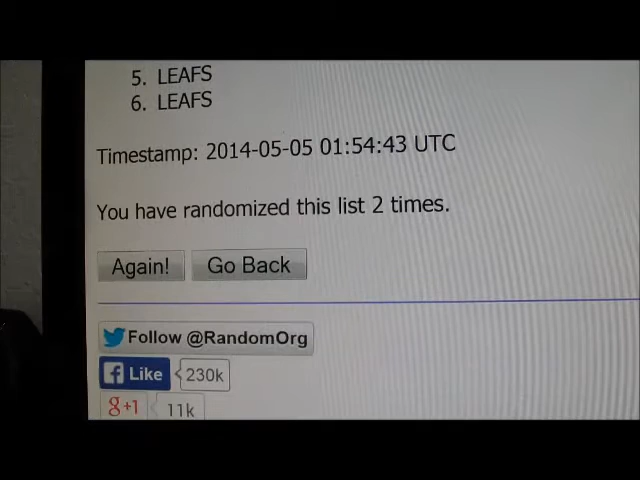 5. LEAFS
6. LEAFS
Timestamp: 2014-05-05 01:54:43 UTC
You have randomized this list 2 times.
Again! Go Back
Follow @RandomOrg
f Like 230k
g+1 11k